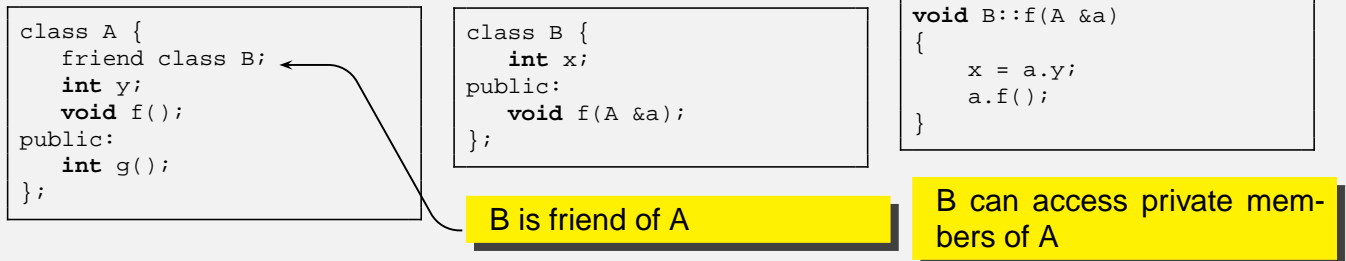 class A {
friend class B;
int y;
void f();
public:
int g();
};
class B {
int x;
public:
void f(A &a);
};
void B::f(A &a)
{
x = a.y;
a.f();
}
B is friend of A
B can access private mem-
bers of A